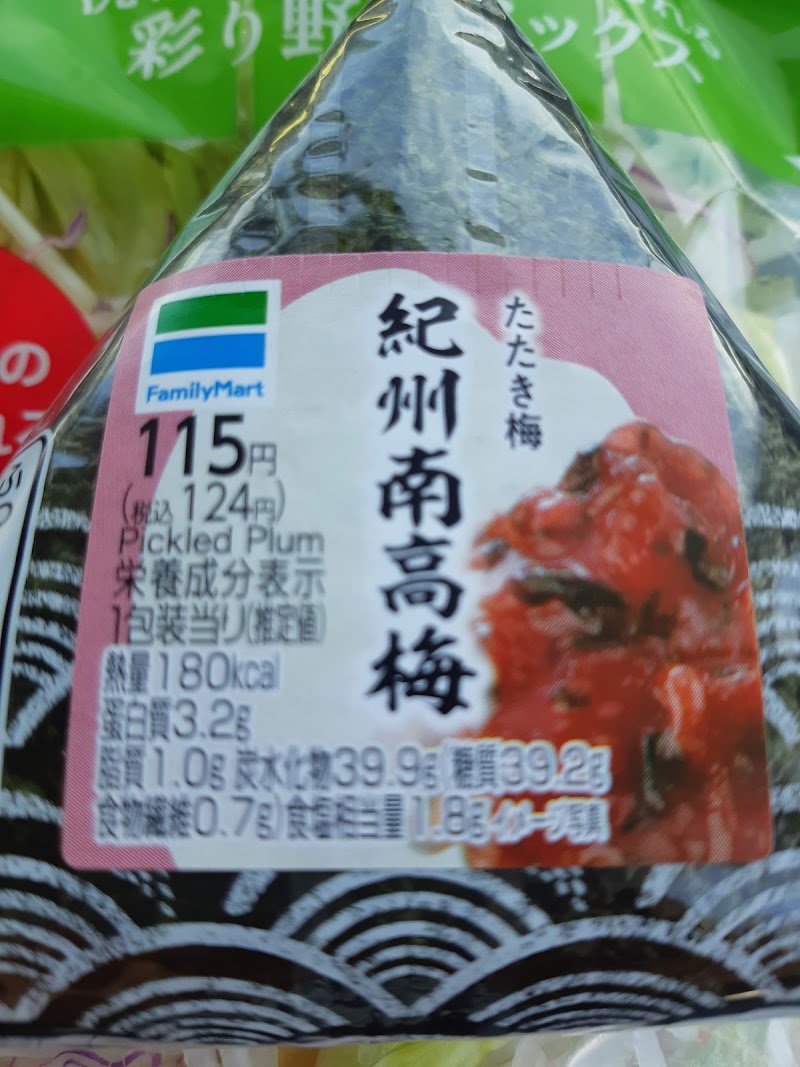 彩り野
ックス
の
FamilyMart
115円
(税込124円)
Pickled Plum
栄養成分表示
1包装当り(推定値)
熱量180kcal
蛋白質3.2g
脂質1.0g 炭水化物39.9g(糖質39.2g
食物繊維0.7g)食塩相当量1.8g イメージ写真
たたき梅
紀州南高梅